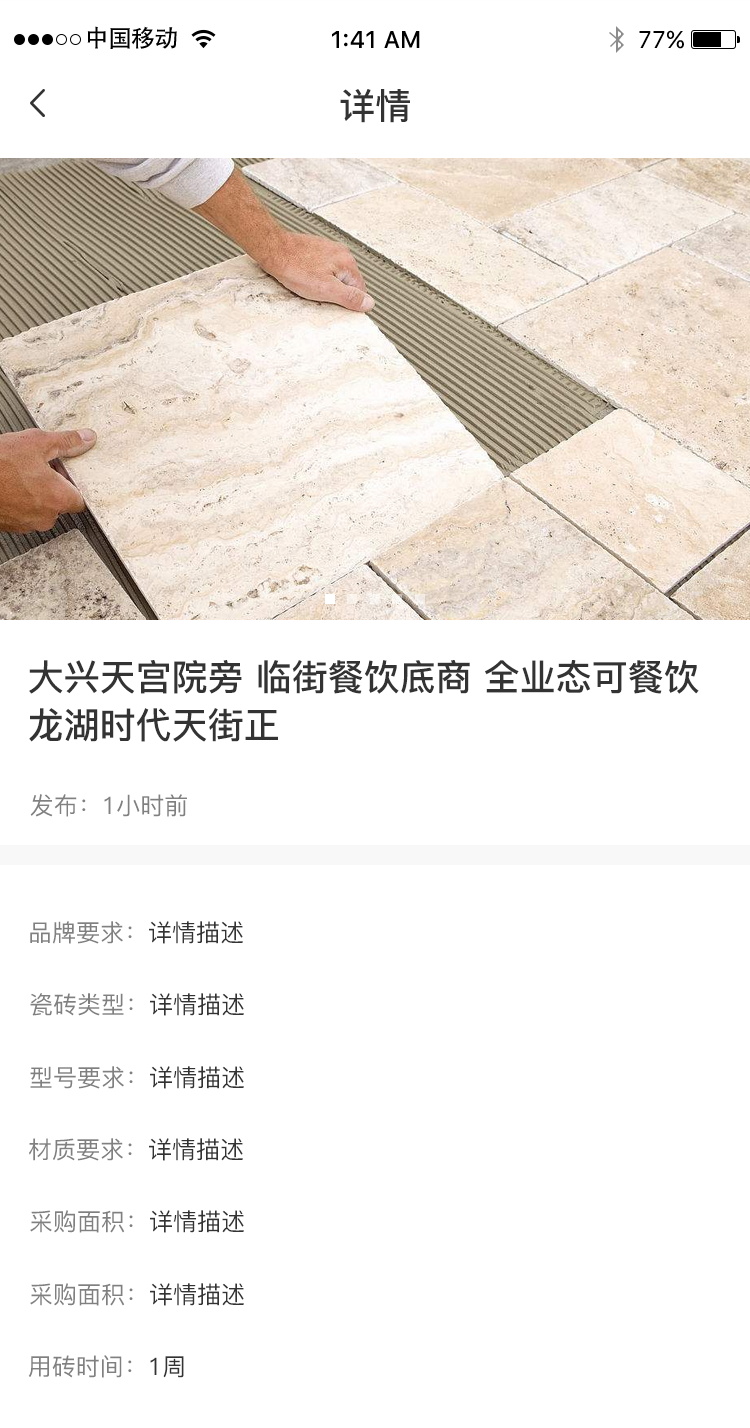 中国移动 1:41 AM 77%
详情
大兴天宫院旁 临街餐饮底商 全业态可餐饮
龙湖时代天街正
发布：1小时前
品牌要求：详情描述
瓷砖类型：详情描述
型号要求：详情描述
材质要求：详情描述
采购面积：详情描述
采购面积：详情描述
用砖时间：1周